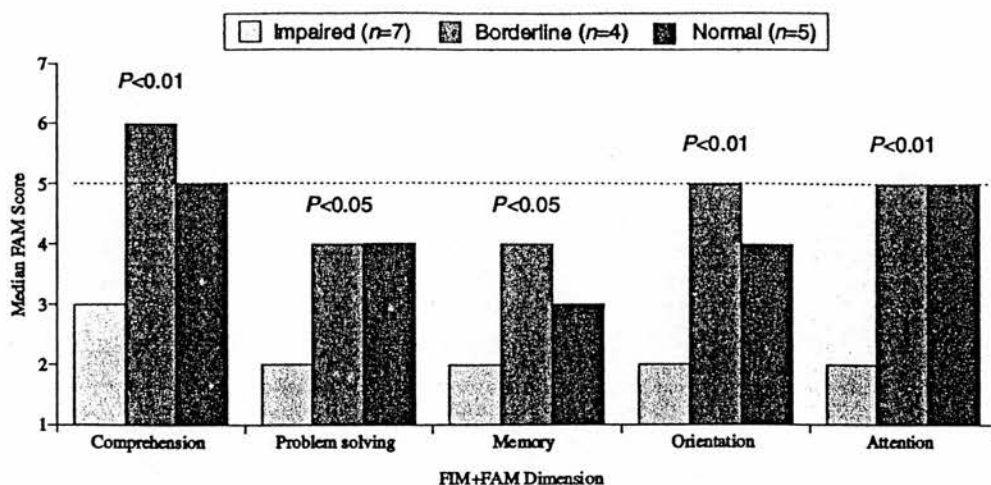 Impaired (n=7) Borderline (n=4) Normal (n=5)
7
6
5
4
3
2
1
Median FAM Score
P<0.01
P<0.05
P<0.05
P<0.01
P<0.01
Comprehension Problem solving Memory Orientation Attention
FIM+FAM Dimension